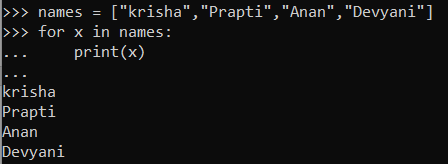 >>> names = ["krisha","Prapti","Anan","Devyani"]
>>> for x in names:
...     print(x)
...
krisha
Prapti
Anan
Devyani